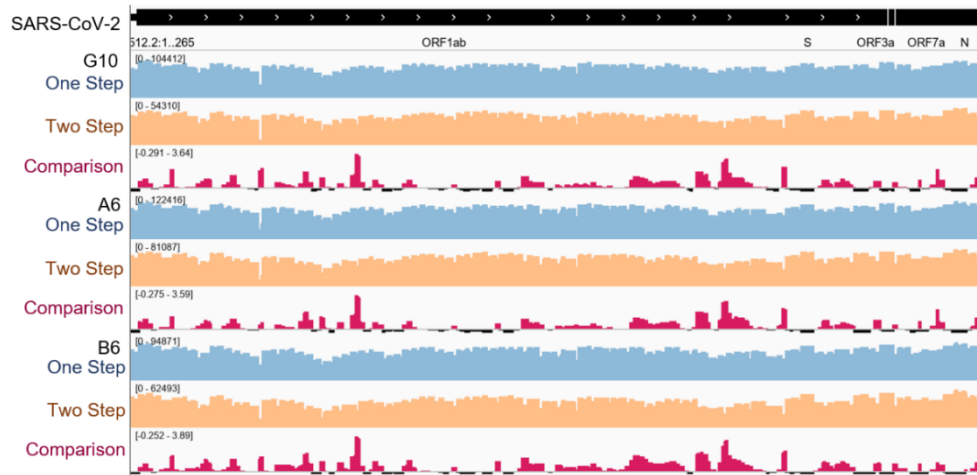 SARS-CoV-2
512.2:1..265 ORF1ab S ORF3a ORF7a N
G10
One Step
[0 - 104412]
Two Step
[0 - 54310]
Comparison
[-0.291 - 3.64]
A6
One Step
[0 - 122416]
Two Step
[0 - 81087]
Comparison
[-0.275 - 3.59]
B6
One Step
[0 - 94871]
Two Step
[0 - 62493]
Comparison
[-0.252 - 3.89]